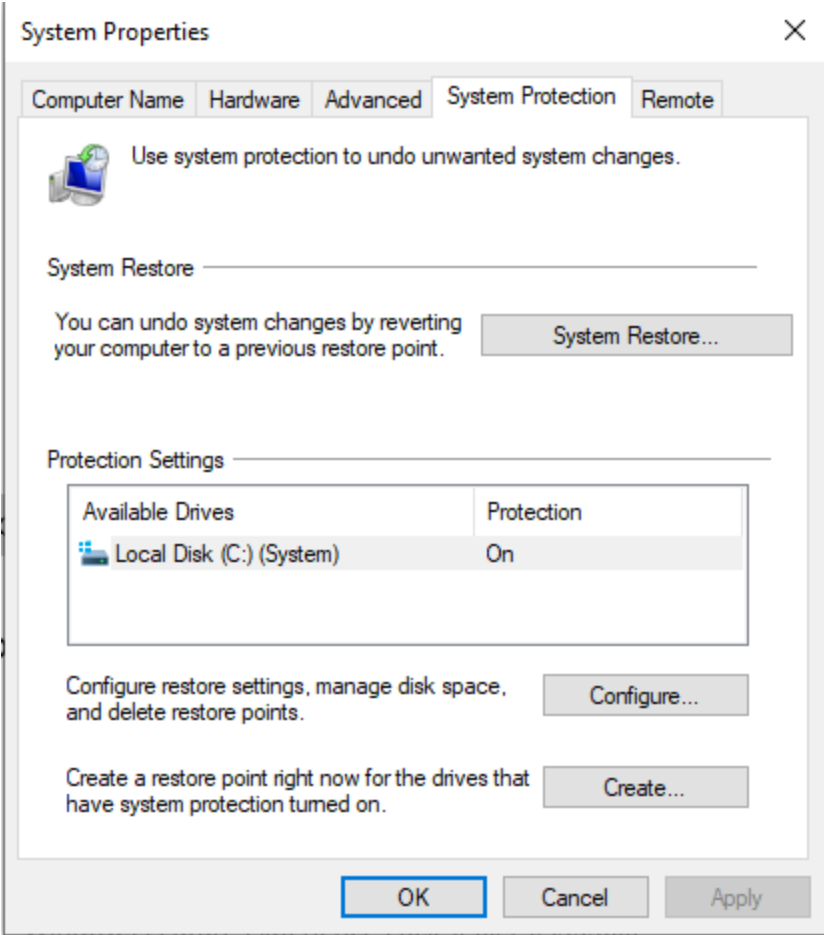 System Properties
Computer Name
Hardware
Advanced
System Protection
Remote
Use system protection to undo unwanted system changes.
System Restore
You can undo system changes by reverting
your computer to a previous restore point.
System Restore...
Protection Settings
Available Drives
Protection
Local Disk (C:) (System)
On
Configure restore settings, manage disk space,
and delete restore points.
Configure...
Create a restore point right now for the drives that
have system protection turned on.
Create...
OK
Cancel
Apply